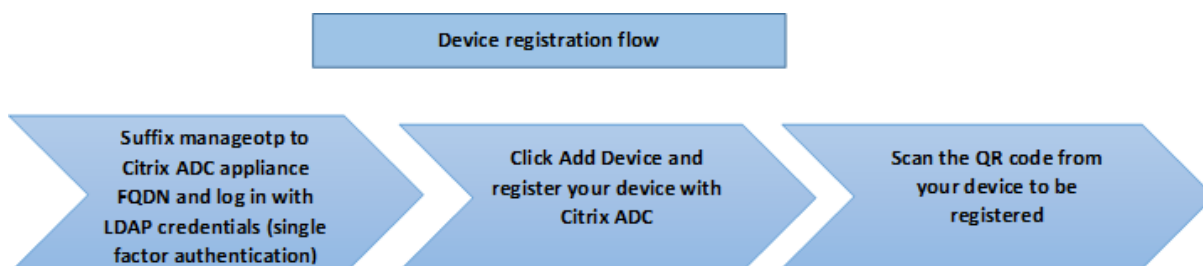 Device registration flow
Suffix manageotp to
Citrix ADC appliance
FQDN and log in with
LDAP credentials (single
factor authentication)
Click Add Device and
register your device with
Citrix ADC
Scan the QR code from
your device to be
registered